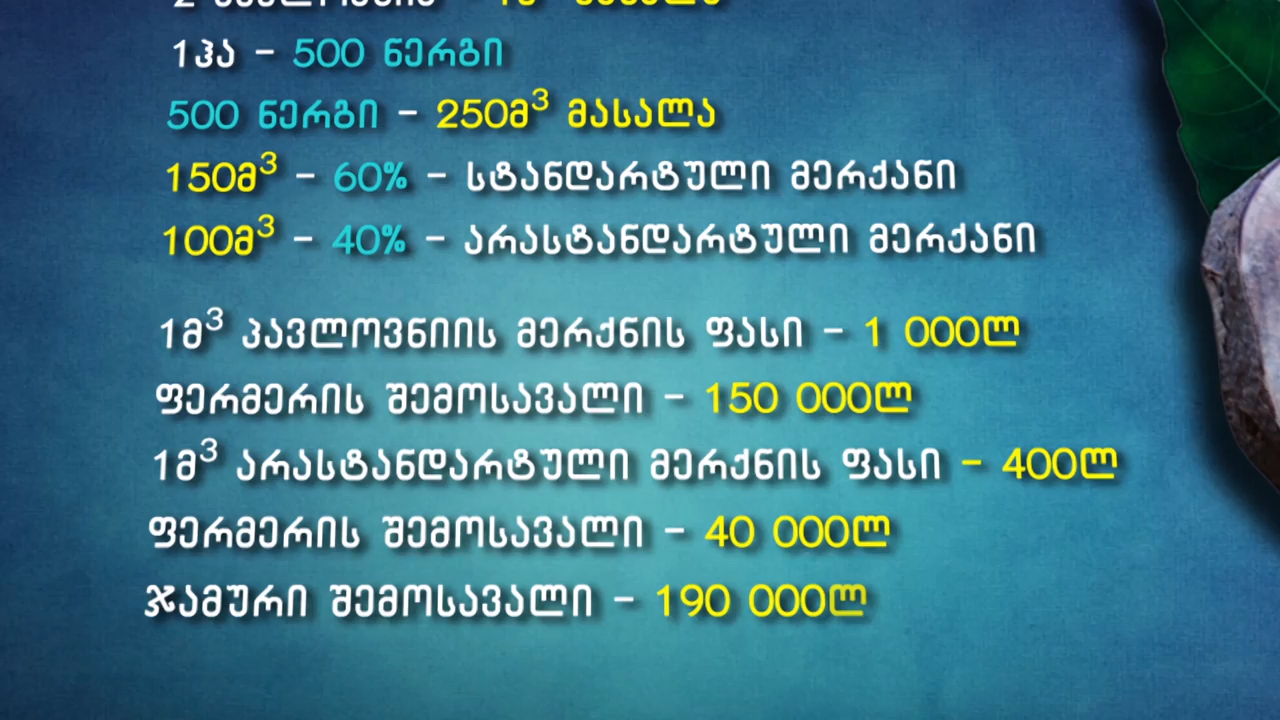 1ჰა – 500 ნერგი
500 ნერგი – 250მ³ მასალა
150მ³ – 60% – სტანდარტული მერქანი
100მ³ – 40% – არასტანდარტული მერქანი
1მ³ პავლოვნიის მერქნის ფასი – 1 000ლ
ფერმერის შემოსავალი – 150 000ლ
1მ³ არასტანდარტული მერქნის ფასი – 400ლ
ფერმერის შემოსავალი – 40 000ლ
ჯამური შემოსავალი – 190 000ლ